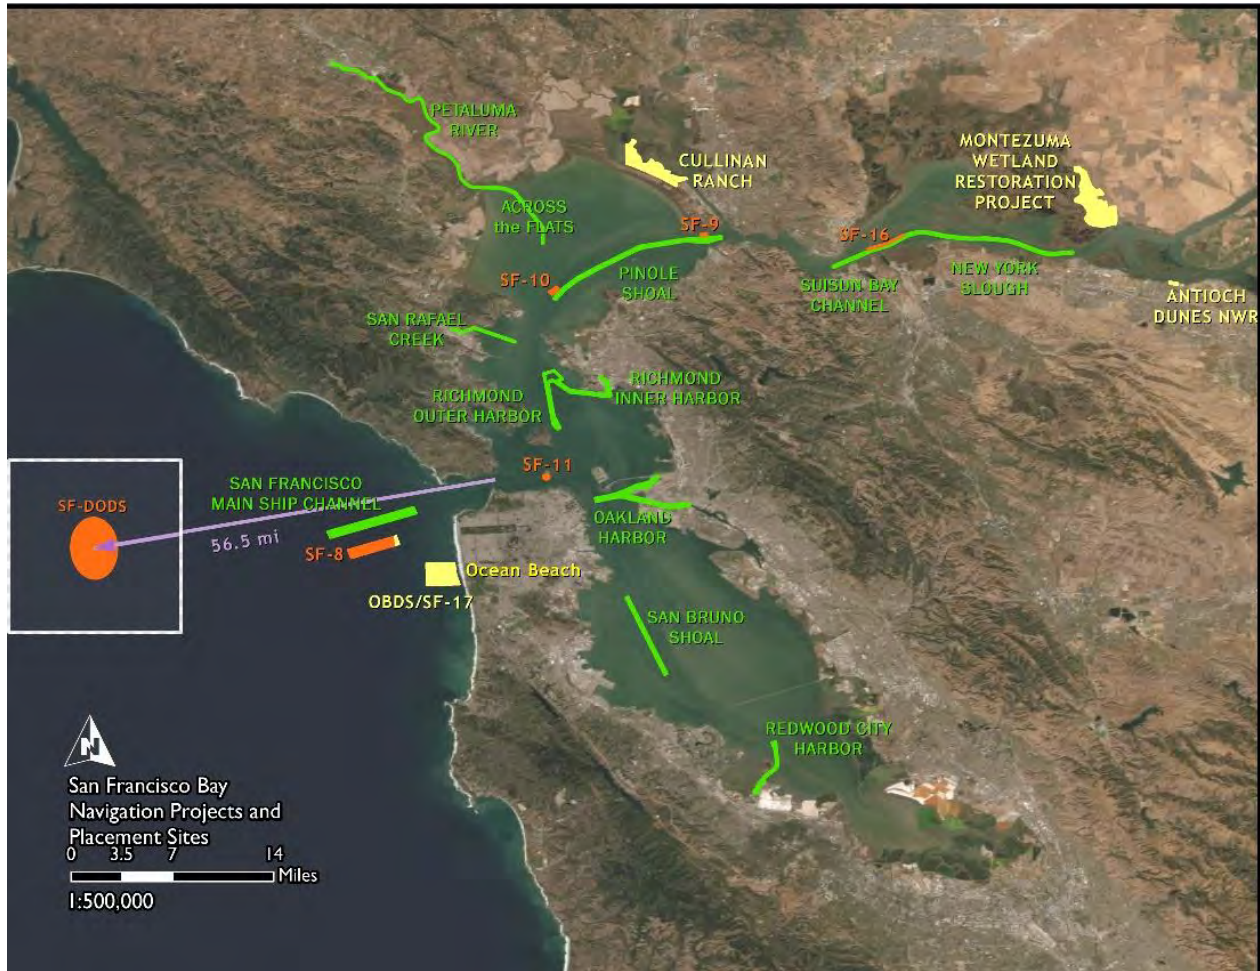 PETALUMA
RIVER
CULLINAN
RANCH
MONTEZUMA
WETLAND
RESTORATION
PROJECT
ACROSS
the FLATS
SF-9
SF-16
SF-10
PINOLE
SHOAL
SUISUN BAY
CHANNEL
NEW YORK
SLOUGH
ANTIOCH
DUNES NWR
SAN RAFAEL
CREEK
RICHMOND
OUTER HARBOR
RICHMOND
INNER HARBOR
SF-11
SAN FRANCISCO
MAIN SHIP CHANNEL
SF-DODS
56.5 mi
SF-8
OAKLAND
HARBOR
Ocean Beach
OBDS/SF-17
SAN BRUNO
SHOAL
REDWOOD CITY
HARBOR
N
San Francisco Bay
Navigation Projects and
Placement Sites
0 3.5 7 14
Miles
1:500,000